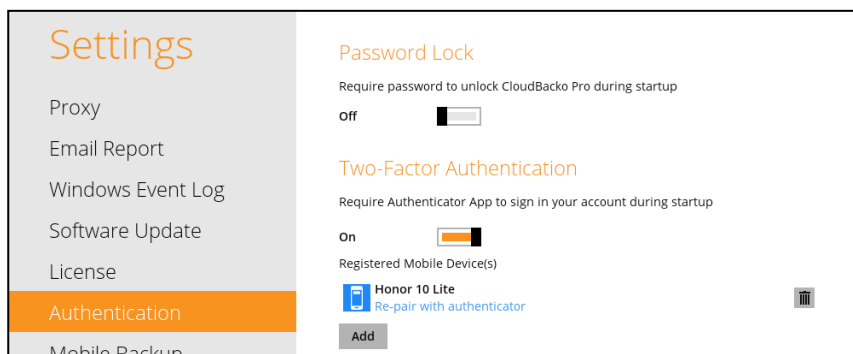 Settings
Proxy
Email Report
Windows Event Log
Software Update
License
Authentication
Mobile Backup
Password Lock
Require password to unlock CloudBacko Pro during startup
Off
Two-Factor Authentication
Require Authenticator App to sign in your account during startup
On
Registered Mobile Device(s)
Honor 10 Lite
Re-pair with authenticator
Add